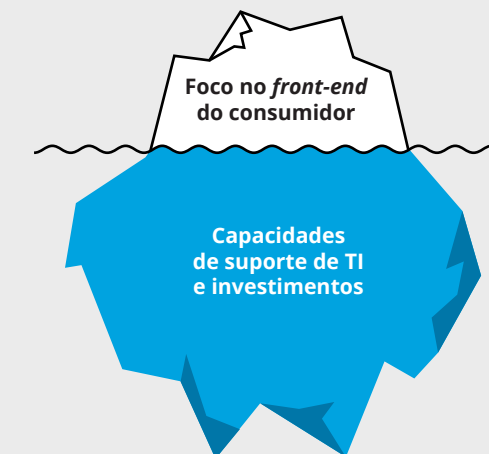 Foco no front-end
do consumidor
Capacidades
de suporte de TI
e investimentos